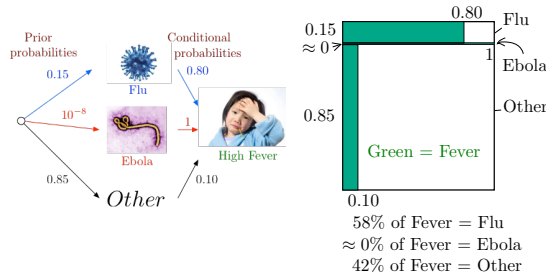 Prior
probabilities
Conditional
probabilities
0.15
Flu
0.80
10⁻⁸
Ebola
1
High Fever
0.85
Other
0.10
0.80
Flu
0.15
≈ 0
1
Ebola
0.85
Other
Green = Fever
0.10
58% of Fever = Flu
≈ 0% of Fever = Ebola
42% of Fever = Other